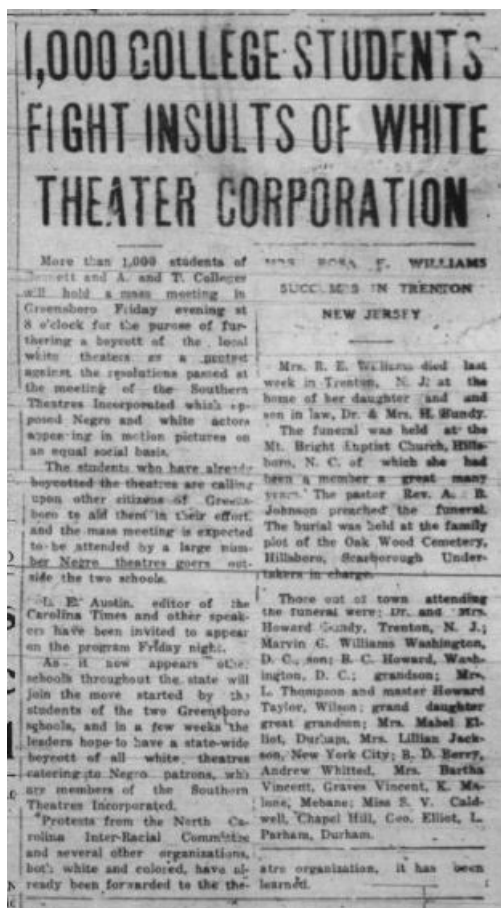 1,000 COLLEGE STUDENTS
FIGHT INSULTS OF WHITE
THEATER CORPORATION
More than 1,000 students of
Bennett and A. and T. Colleges
will hold a mass meeting in
Greensboro Friday evening at
8 o'clock for the purose of fur-
thering a boycott of the local
white theaters as a protest
against the resolutions passed at
the meeting of the Southern
Theatres Incorporated which op-
posed Negro and white actors
appearing in motion pictures on
an equal social basis.
The students who have already
boycotted the theatres are calling
upon other citizens of Greens-
boro to aid them in their effort,
and the mass meeting is expected
to be attended by a large num-
ber Negro theatres goers out-
side the two schools.
L. E. Austin, editor of the
Carolina Times and other speak-
ers have been invited to appear
on the program Friday night.
As it now appears other
schools throughout the state will
join the move started by the
students of the two Greensboro
schools, and in a few weeks the
leaders hope to have a state-wide
boycott of all white theatres
catering to Negro patrons, who
are members of the Southern
Theatres Incorporated.
Protests from the North Ca-
rolina Inter-Racial Committee
and several other organizations,
both white and colored, have al-
ready been forwarded to the the-
atre organization, it has been
learned.
MRS. ROSA E. WILLIAMS
SUCCUMBS IN TRENTON
NEW JERSEY
Mrs. R. E. Williams died last
week in Trenton, N. J. at the
home of her daughter and and
son in law, Dr. & Mrs. H. Bundy.
The funeral was held at the
Mt. Bright Baptist Church, Hills-
boro, N. C. of which she had
been a member a great many
years. The pastor Rev. A. B.
Johnson preached the funeral.
The burial was held at the family
plot of the Oak Wood Cemetery,
Hillsboro, Scarborough Under-
takers in charge.
Thore out of town attending
the funeral were; Dr. and Mrs.
Howard Trenton, N. J.;
Marvin C. Williams Washington,
D. C., son; B. C. Howard, Wash-
ington, D. C.; grandson; Mrs.
L. Thompson and master Howard
Taylor, Wilson; grand daughter
great grandson; Mrs. Mabel El-
liot, Durham, Mrs. Lillian Jack-
son, New York City; B. D. Berry,
Andrew Whitted, Mrs. Bartha
Vincent, Graves Vincent, K. Ma-
lone, Mebane; Miss S. V. Cald-
well, Chapel Hill, Geo. Elliot, L.
Parham, Durham.